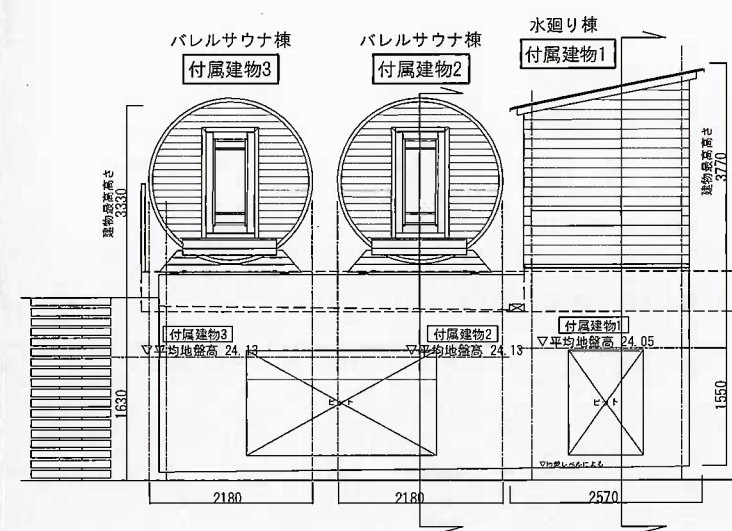 バレルサウナ棟
付属建物3
バレルサウナ棟
付属建物2
水廻り棟
付属建物1
建物最高高さ
3330
建物最高高さ
3770
付属建物3
▽平均地盤高 24.13
付属建物2
▽平均地盤高 24.13
付属建物1
▽平均地盤高 24.05
ピット
ピット
1630
1550
2180
2180
2570